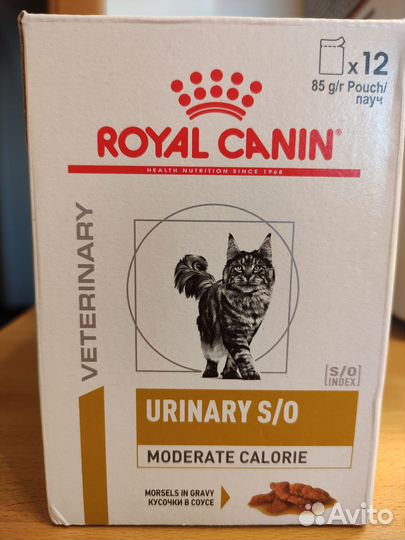 x12
85 g/г Pouch/
пауч
ROYAL CANIN®
HEALTH NUTRITION SINCE 1968
VETERINARY
S/O
INDEX
URINARY S/O
MODERATE CALORIE
MORSELS IN GRAVY
КУСОЧКИ В СОУСЕ
Avito